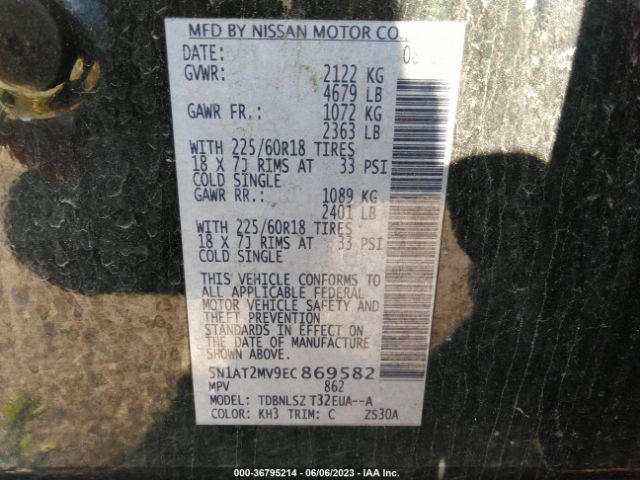 MFD BY NISSAN MOTOR CO.
DATE:
GVWR: 2122 KG
4679 LB
GAWR FR.: 1072 KG
2363 LB
WITH 225/60R18 TIRES
18 X 7J RIMS AT 33 PSI
COLD SINGLE
GAWR RR.: 1089 KG
2401 LB
WITH 225/60R18 TIRES
18 X 7J RIMS AT 33 PSI
COLD SINGLE
THIS VEHICLE CONFORMS TO
ALL APPLICABLE FEDERAL
MOTOR VEHICLE SAFETY AND
THEFT PREVENTION
STANDARDS IN EFFECT ON
THE DATE OF MANUFACTURE
SHOWN ABOVE.
5N1AT2MV9EC869582
MPV 862
MODEL: TDBNLSZ T32EUA--A
COLOR: KH3 TRIM: C ZS30A
000-36795214 - 06/06/2023 - IAA Inc.